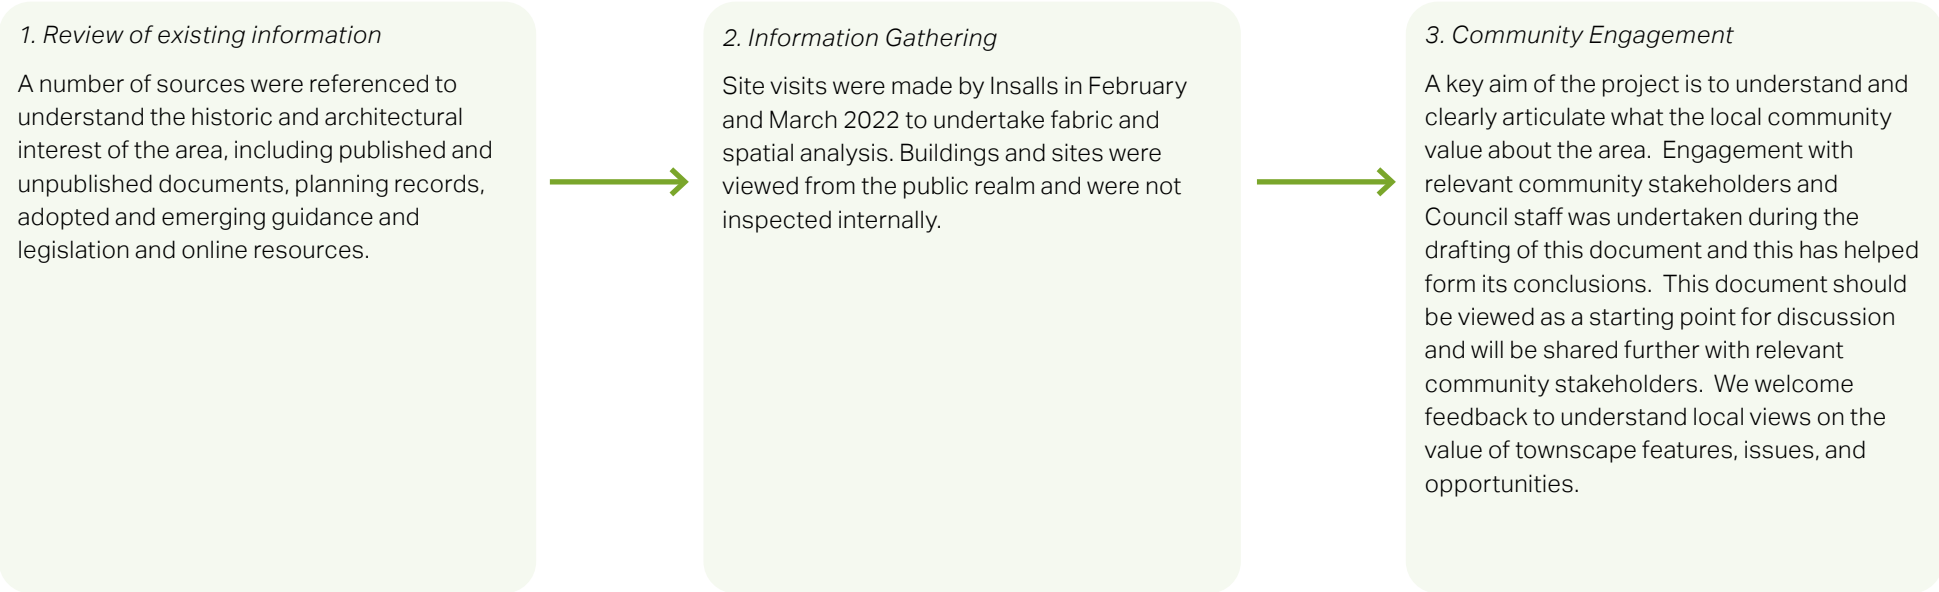 1. Review of existing information
A number of sources were referenced to
understand the historic and architectural
interest of the area, including published and
unpublished documents, planning records,
adopted and emerging guidance and
legislation and online resources.
2. Information Gathering
Site visits were made by Insalls in February
and March 2022 to undertake fabric and
spatial analysis. Buildings and sites were
viewed from the public realm and were not
inspected internally.
3. Community Engagement
A key aim of the project is to understand and
clearly articulate what the local community
value about the area.  Engagement with
relevant community stakeholders and
Council staff was undertaken during the
drafting of this document and this has helped
form its conclusions.  This document should
be viewed as a starting point for discussion
and will be shared further with relevant
community stakeholders.  We welcome
feedback to understand local views on the
value of townscape features, issues, and
opportunities.